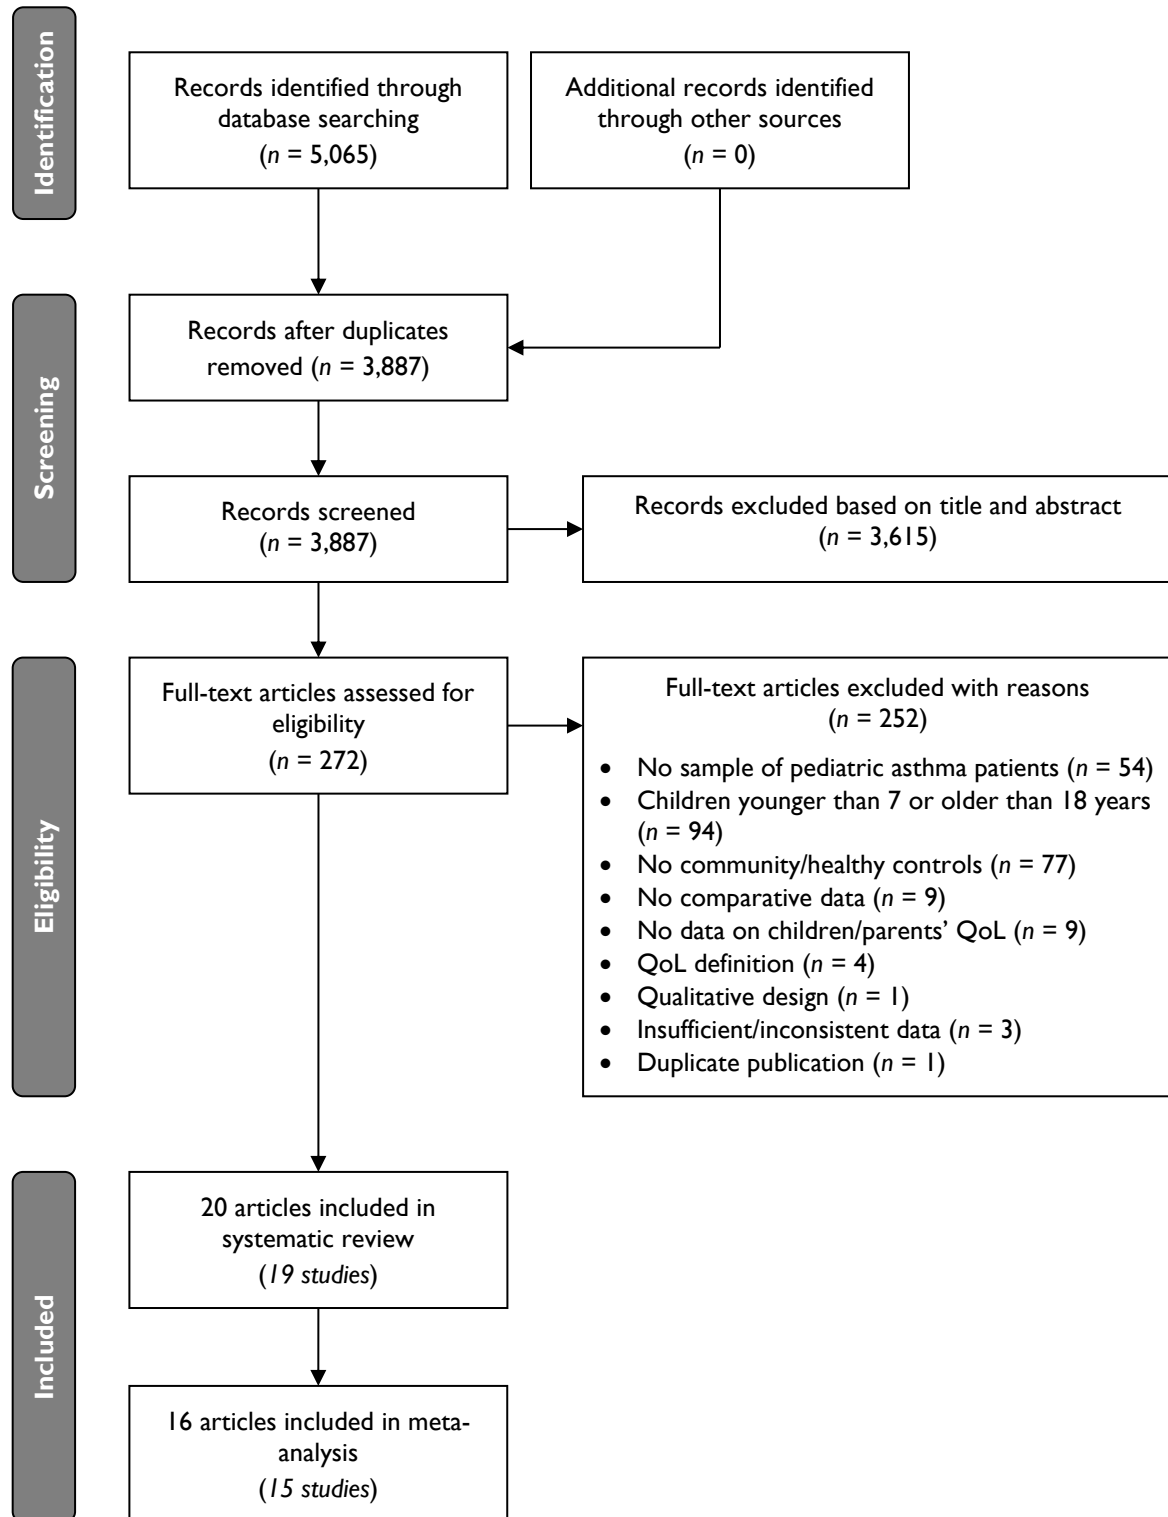 Identification
Records identified through
database searching
(n = 5,065)
Additional records identified
through other sources
(n = 0)
Screening
Records after duplicates
removed (n = 3,887)
Records screened
(n = 3,887)
Records excluded based on title and abstract
(n = 3,615)
Eligibility
Full-text articles assessed for
eligibility
(n = 272)
Full-text articles excluded with reasons
(n = 252)
• No sample of pediatric asthma patients (n = 54)
• Children younger than 7 or older than 18 years
(n = 94)
• No community/healthy controls (n = 77)
• No comparative data (n = 9)
• No data on children/parents’ QoL (n = 9)
• QoL definition (n = 4)
• Qualitative design (n = 1)
• Insufficient/inconsistent data (n = 3)
• Duplicate publication (n = 1)
Included
20 articles included in
systematic review
(19 studies)
16 articles included in meta-
analysis
(15 studies)